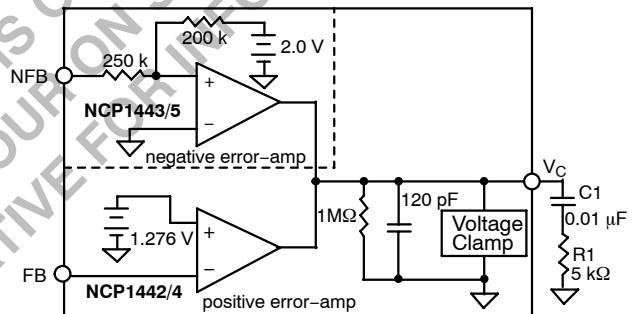 200 k
2.0 V
250 k
NFB
NCP1443/5
+
−
negative error−amp
VC
C1
120 pF
1MΩ
0.01 μF
Voltage
Clamp
1.276 V
+
−
R1
5 kΩ
FB
NCP1442/4
positive error−amp